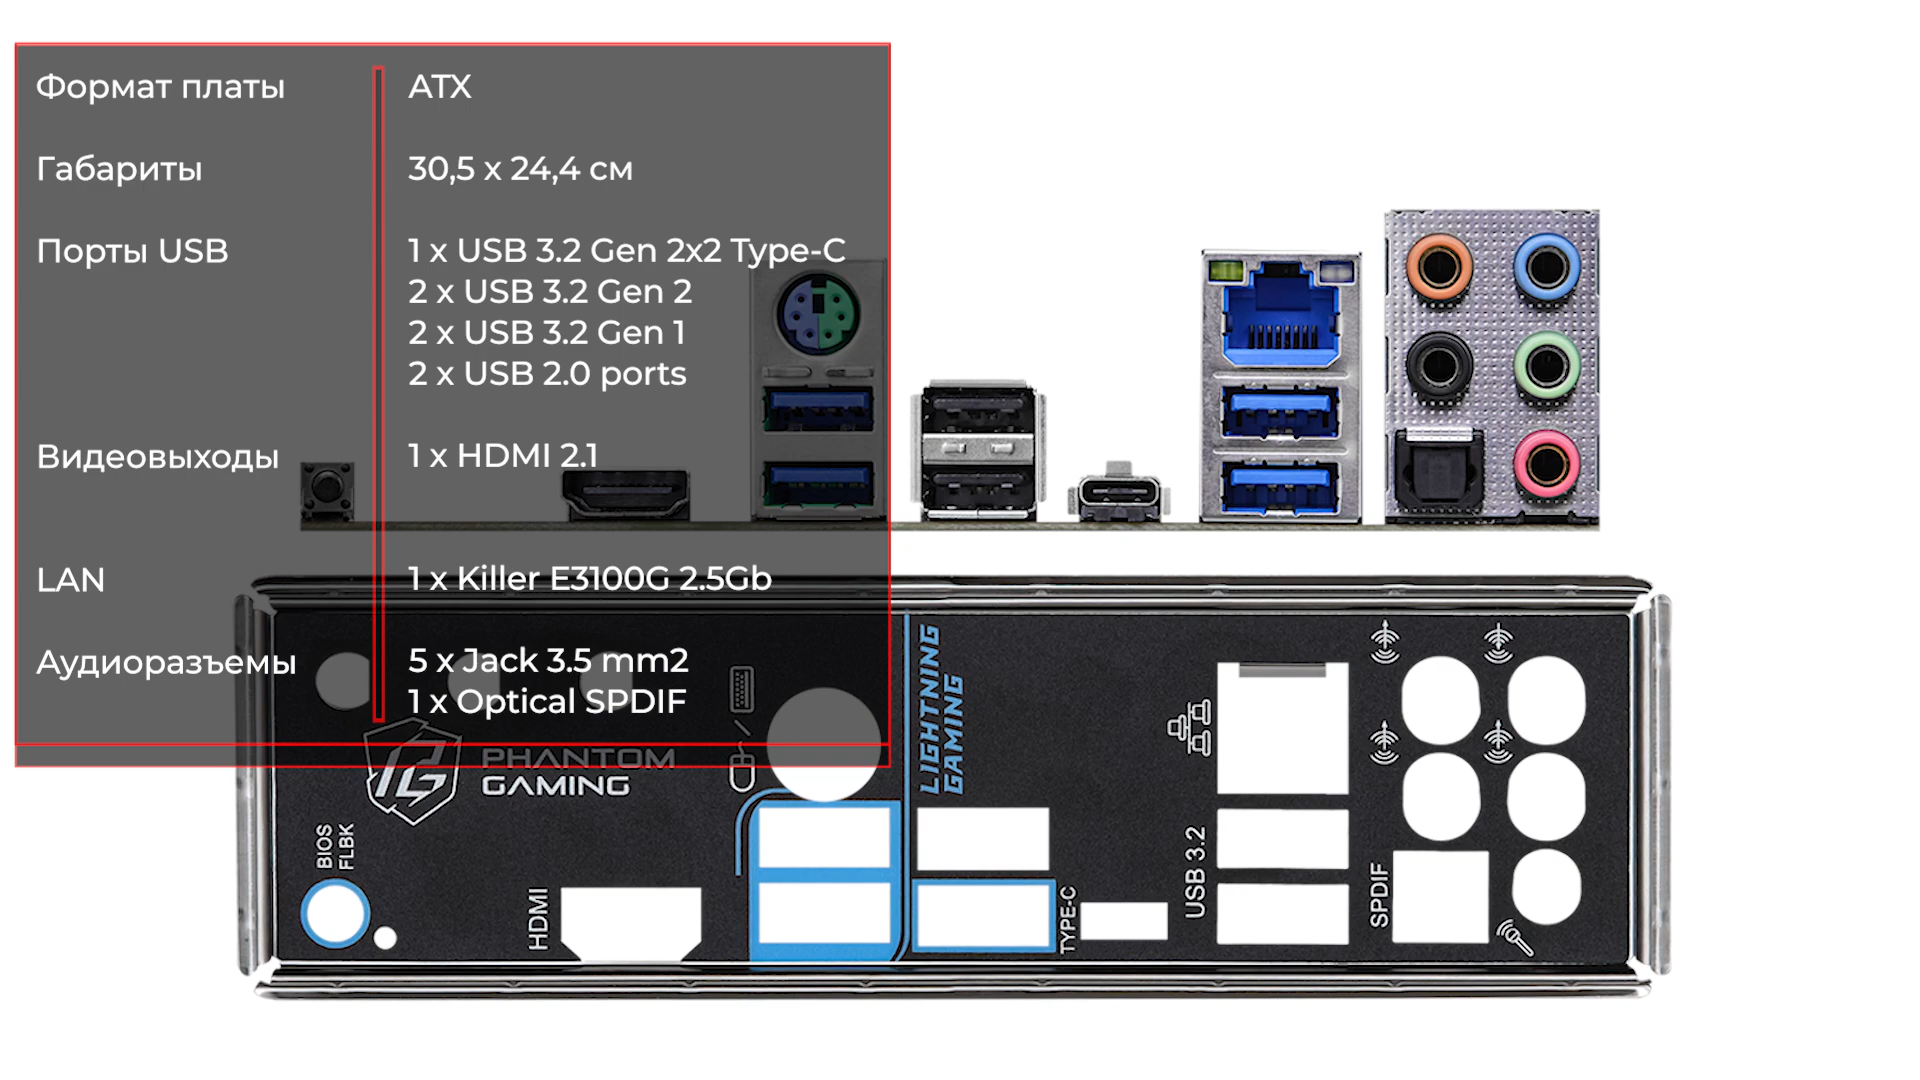 Формат платы ATX
Габариты 30,5 x 24,4 см
Порты USB 1 x USB 3.2 Gen 2x2 Type-C
2 x USB 3.2 Gen 2
2 x USB 3.2 Gen 1
2 x USB 2.0 ports
Видеовыходы 1 x HDMI 2.1
LAN 1 x Killer E3100G 2.5Gb
Аудиоразъемы 5 x Jack 3.5 mm2
1 x Optical SPDIF
PHANTOM
GAMING
LIGHTNING
GAMING
BIOS
FLBK
HDMI
TYPE-C
USB 3.2
SPDIF